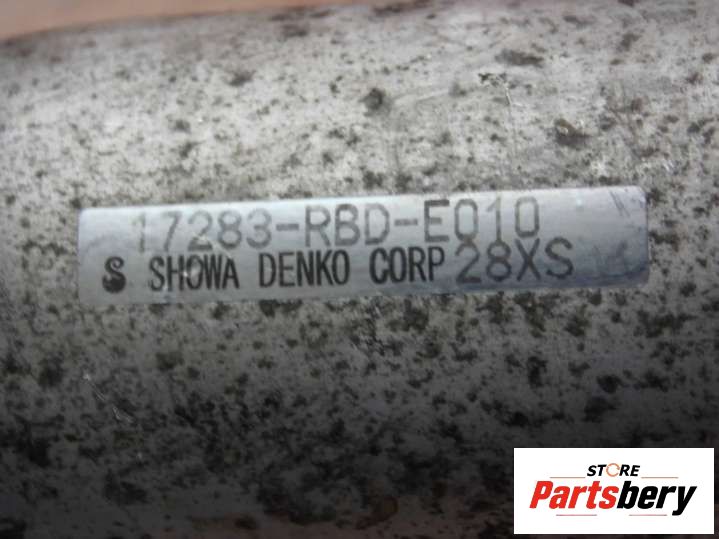 17283-RBD-E010
SHOWA DENKO CORP 28XS
STORE
Partsbery